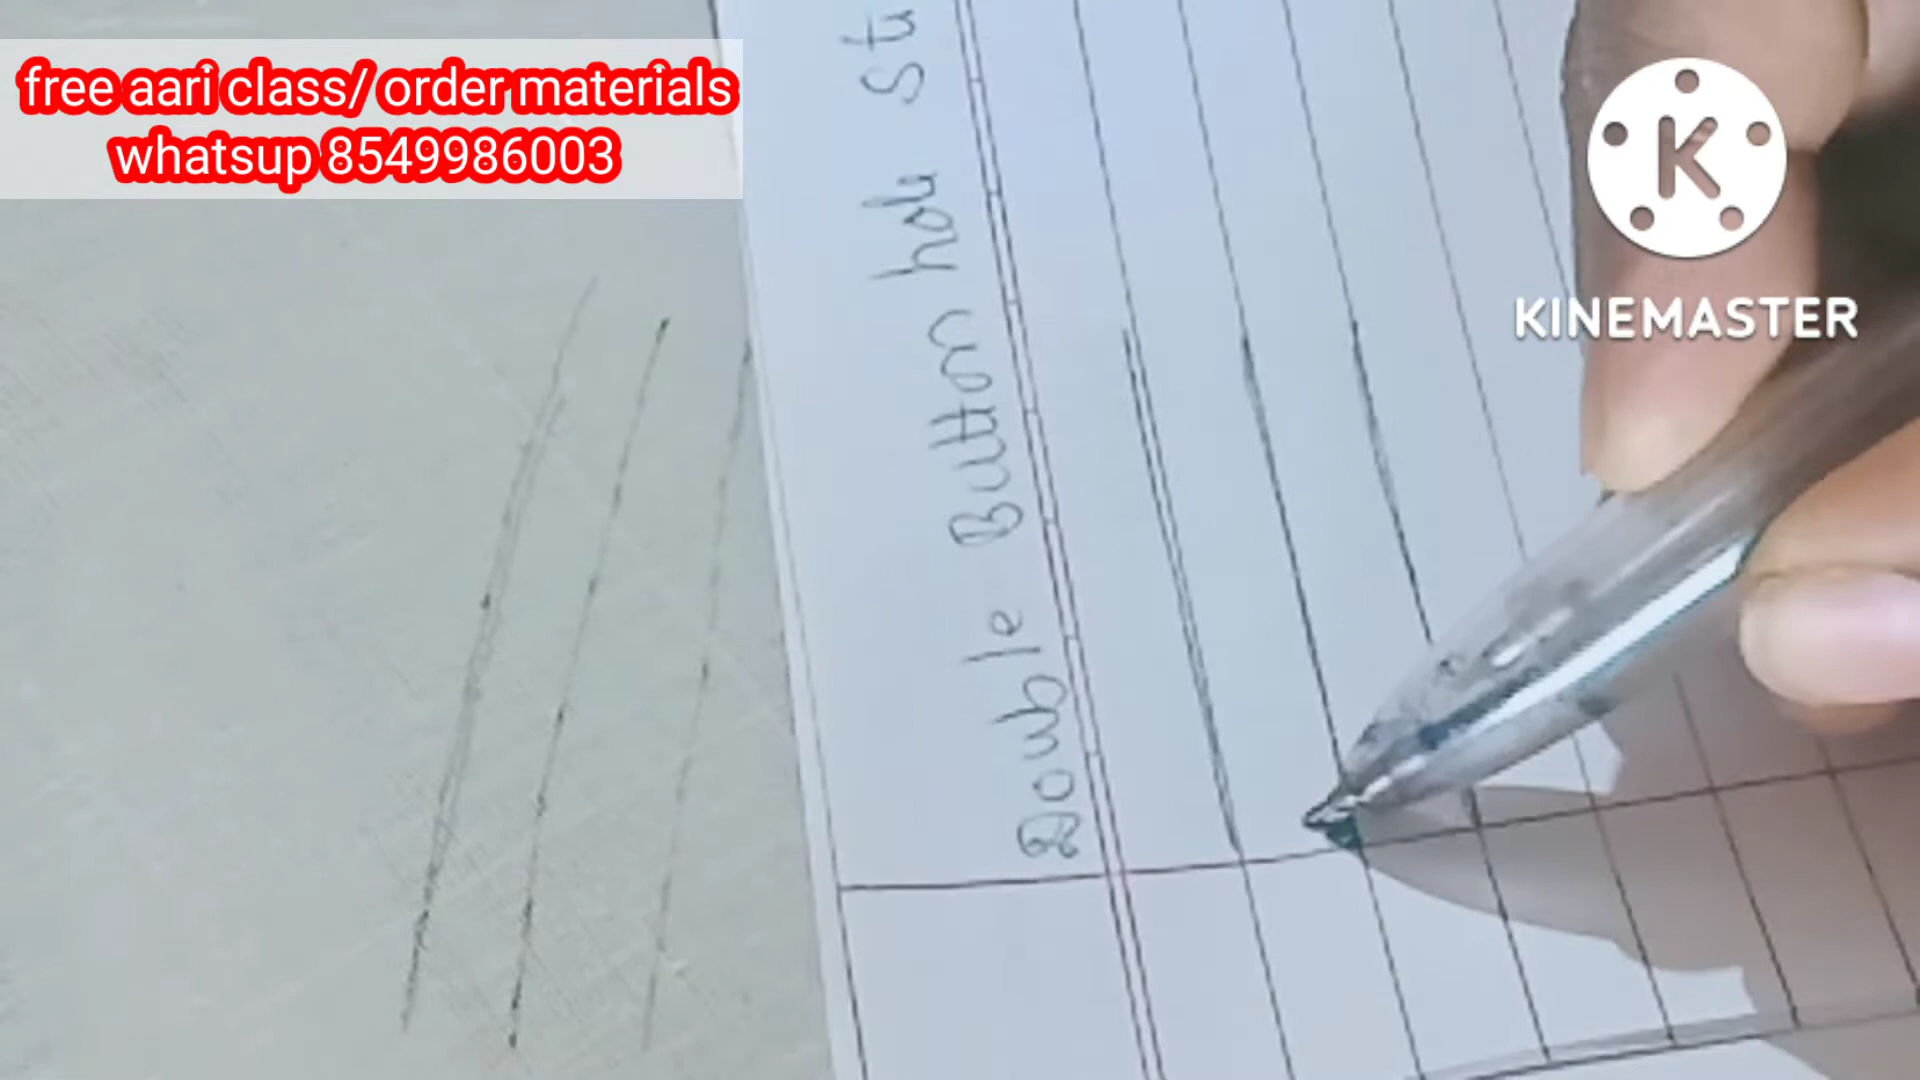 free aari class/ order materials
whatsup 8549986003
K
KINEMASTER
Double Button hole